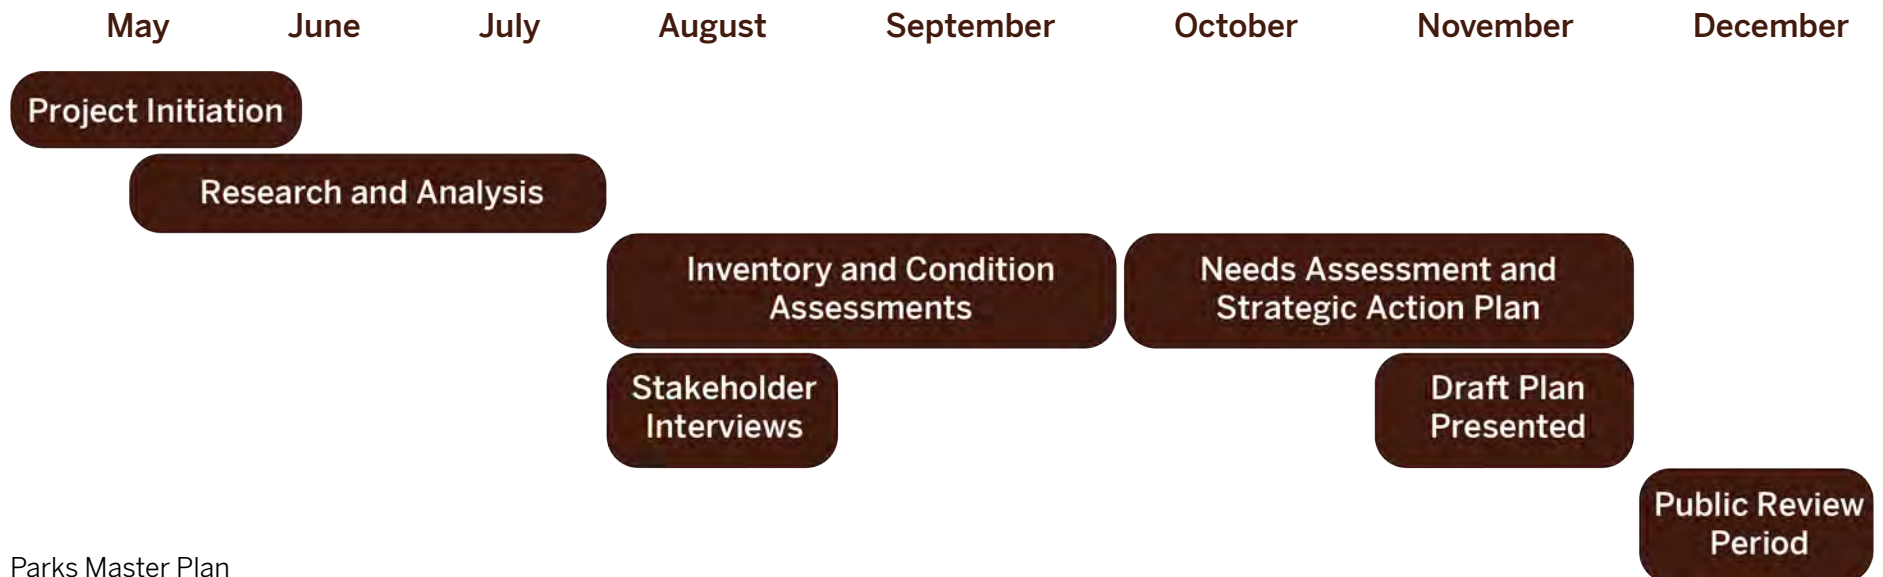 May June July August September October November December
Project Initiation
Research and Analysis
Inventory and Condition
Assessments
Needs Assessment and
Strategic Action Plan
Stakeholder
Interviews
Draft Plan
Presented
Public Review
Period
Parks Master Plan